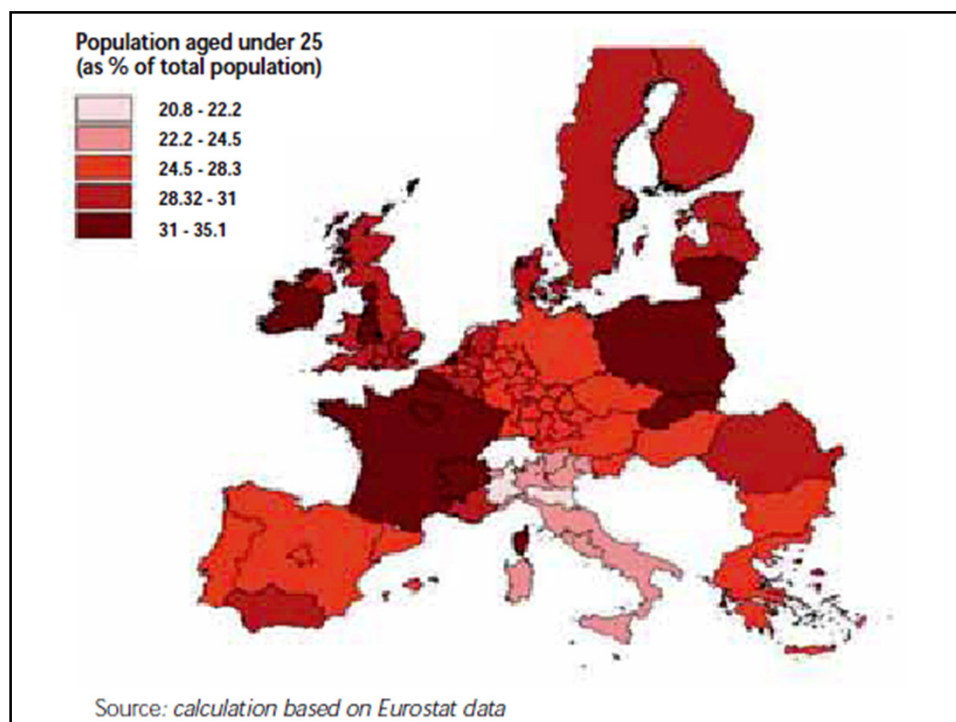 Population aged under 25
(as % of total population)
20.8 - 22.2
22.2 - 24.5
24.5 - 28.3
28.32 - 31
31 - 35.1
Source: calculation based on Eurostat data